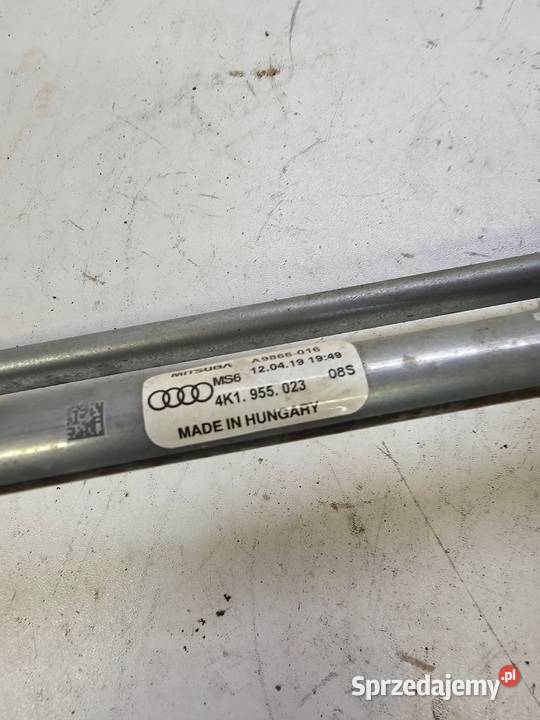 MITSUBA A9866-016
MS6 12.04.19 19:49
4K1.955.023 08S
MADE IN HUNGARY
Sprzedajemy.pl